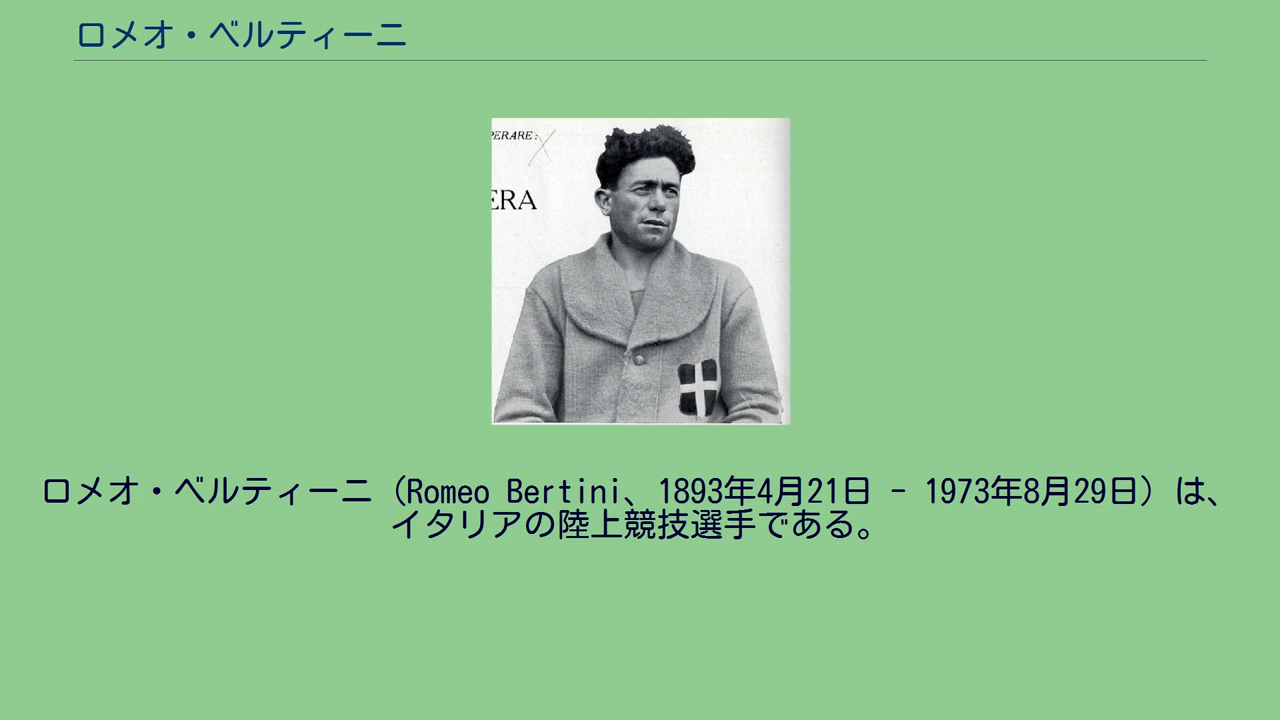 ロメオ・ベルティーニ
PERARE:
ERA
ロメオ・ベルティーニ（Romeo Bertini、1893年4月21日 - 1973年8月29日）は、
イタリアの陸上競技選手である。